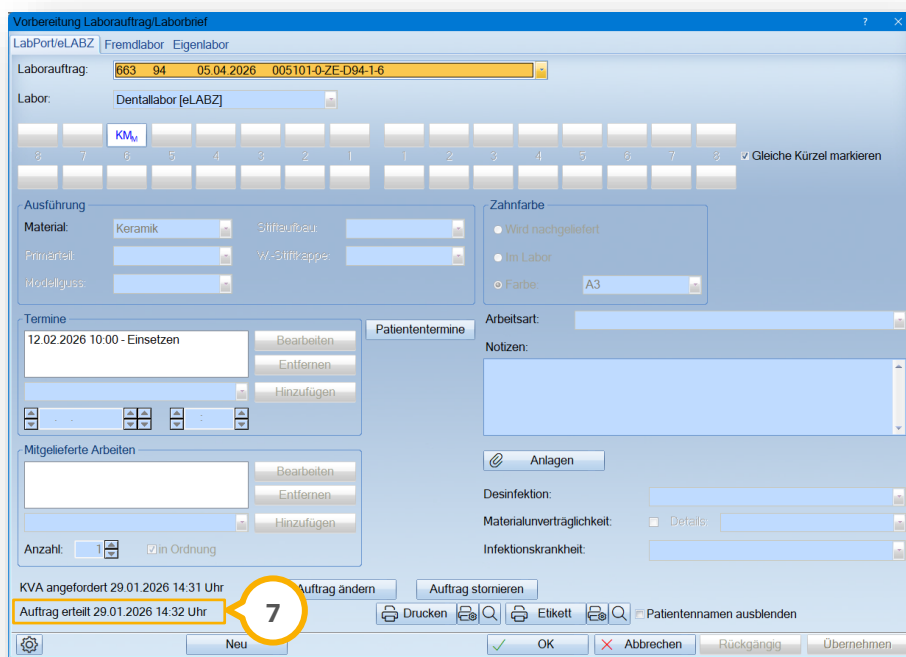 Vorbereitung Laborauftrag/Laborbrief ? ×
LabPort/eLABZ Fremdlabor Eigenlabor
Laborauftrag: 663 94 05.04.2026 005101-0-ZE-D94-1-6
Labor: Dentallabor [eLABZ]
KMM
8 7 6 5 4 3 2 1 1 2 3 4 5 6 7 8 Gleiche Kürzel markieren
Ausführung Zahnfarbe
Material: Keramik Stiftaufbau: Wird nachgeliefert
Primärteil: W.-Stiftkappe: Im Labor
Modellguss: Farbe: A3
Termine Patiententermine Arbeitsart:
12.02.2026 10:00 - Einsetzen Bearbeiten Notizen:
Entfernen
Hinzufügen
. . :
Mitgelieferte Arbeiten Anlagen
Bearbeiten
Entfernen Desinfektion:
Hinzufügen Materialunverträglichkeit: Details:
Anzahl: 1 in Ordnung Infektionskrankheit:
KVA angefordert 29.01.2026 14:31 Uhr Auftrag ändern Auftrag stornieren
Auftrag erteilt 29.01.2026 14:32 Uhr 7 Drucken Etikett Patientennamen ausblenden
Neu OK Abbrechen Rückgängig Übernehmen